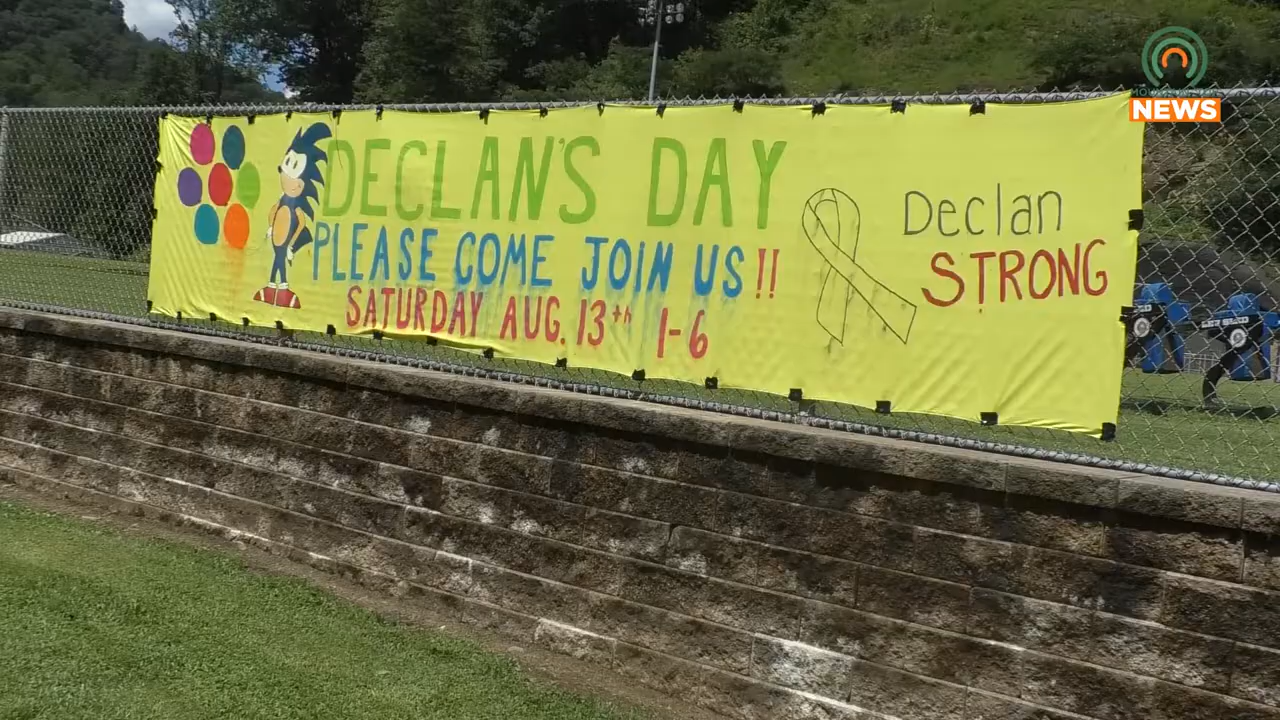 DECLAN'S DAY
PLEASE COME JOIN US!!
SATURDAY AUG. 13th 1-6
Declan
STRONG
NEWS